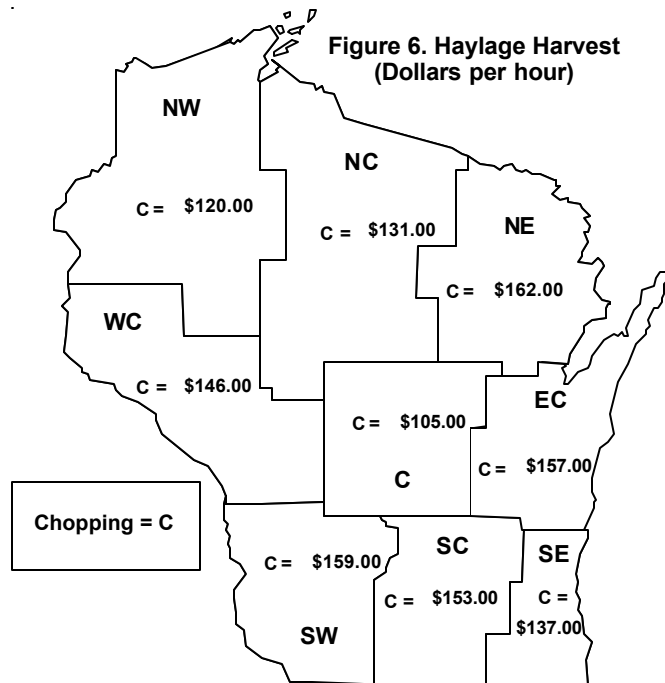 Figure 6. Haylage Harvest
(Dollars per hour)
NW
C = $120.00
NC
C = $131.00
NE
C = $162.00
WC
C = $146.00
C = $105.00
C
EC
C = $157.00
Chopping = C
C = $159.00
SW
SC
C = $153.00
SE
C =
$137.00